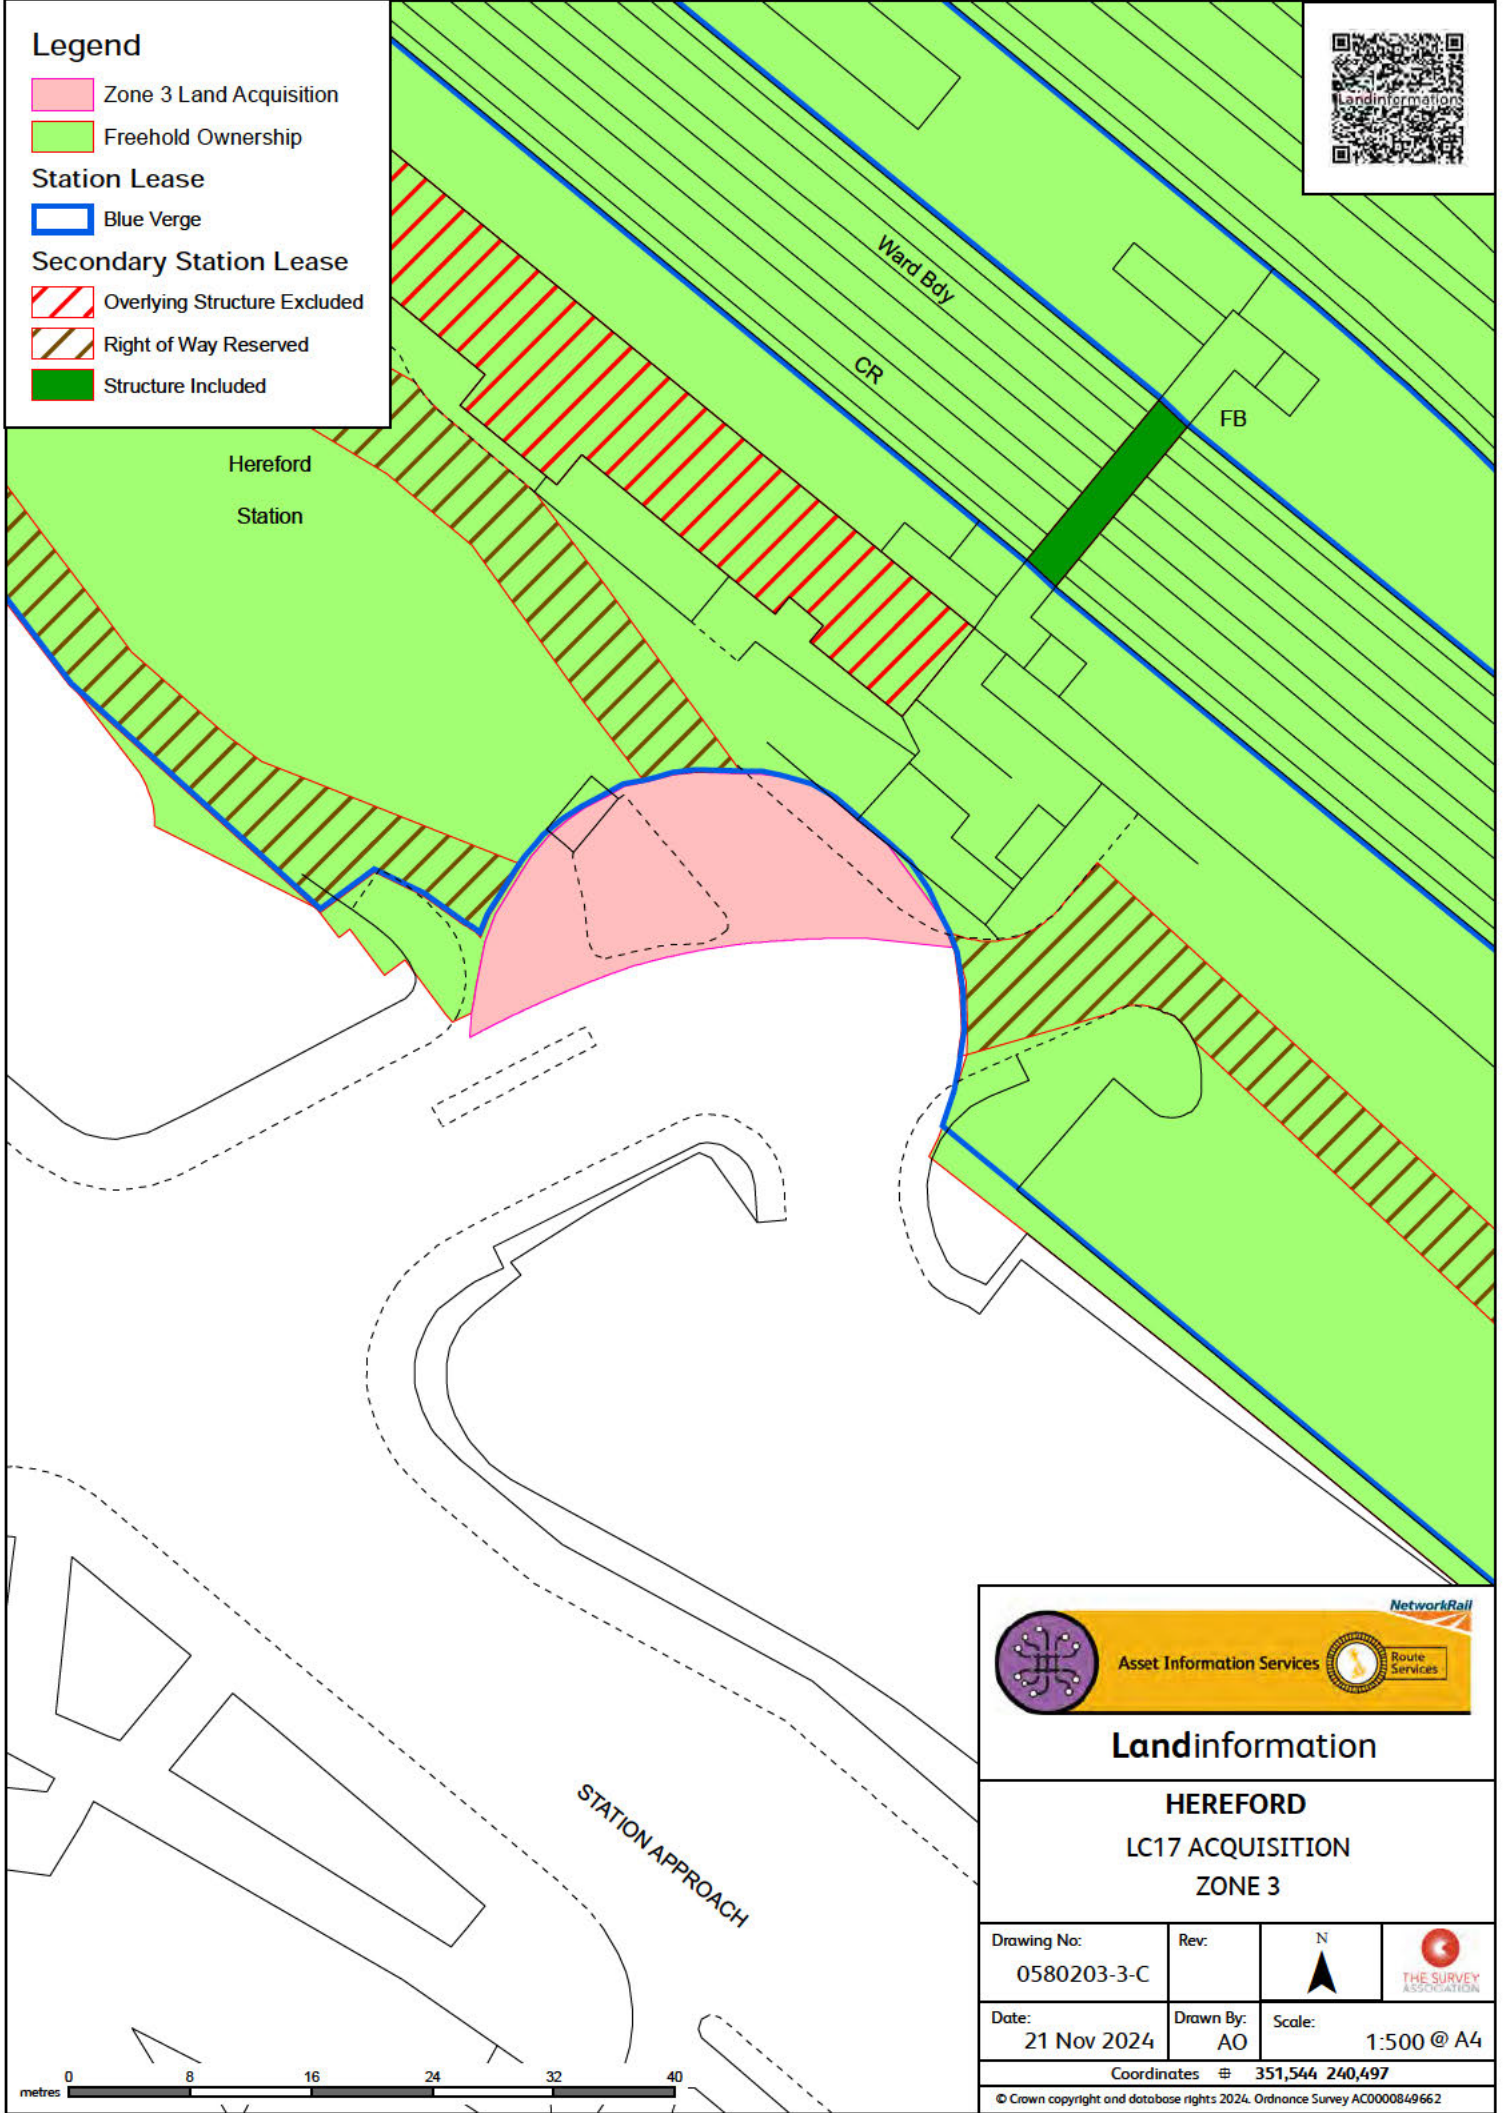 Legend
Zone 3 Land Acquisition
Freehold Ownership
Station Lease
Blue Verge
Secondary Station Lease
Overlying Structure Excluded
Right of Way Reserved
Structure Included
Landinformation
Ward Bdy
CR
FB
Hereford
Station
STATION APPROACH
metres 0 8 16 24 32 40
NetworkRail
Asset Information Services
Route
Services
Landinformation
HEREFORD
LC17 ACQUISITION
ZONE 3
Drawing No:
0580203-3-C
Rev:
N
THE SURVEY
ASSOCIATION
Date:
21 Nov 2024
Drawn By:
AO
Scale:
1:500 @ A4
Coordinates ⌖ 351,544 240,497
© Crown copyright and database rights 2024. Ordnance Survey AC0000849662